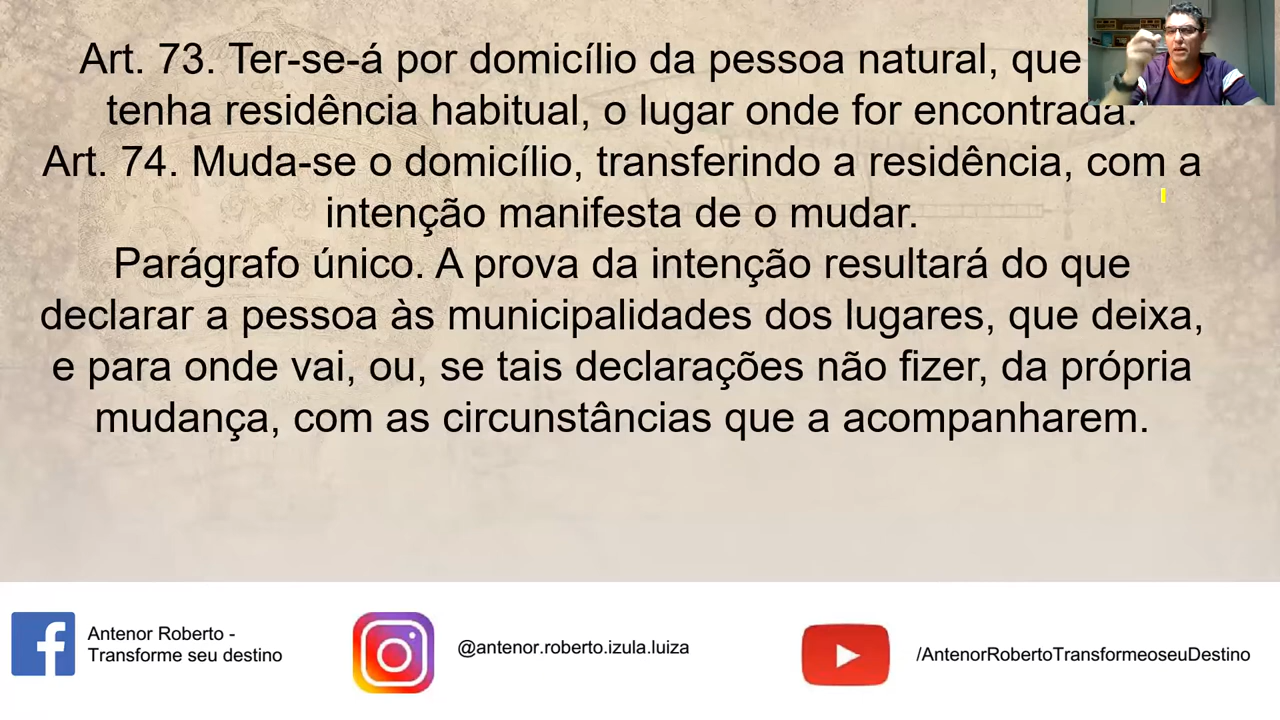 Art. 73. Ter-se-á por domicílio da pessoa natural, que
tenha residência habitual, o lugar onde for encontrada.
Art. 74. Muda-se o domicílio, transferindo a residência, com a
intenção manifesta de o mudar.
Parágrafo único. A prova da intenção resultará do que
declarar a pessoa às municipalidades dos lugares, que deixa,
e para onde vai, ou, se tais declarações não fizer, da própria
mudança, com as circunstâncias que a acompanharem.
Antenor Roberto -
Transforme seu destino
@antenor.roberto.izula.luiza
/AntenorRobertoTransformeoseuDestino